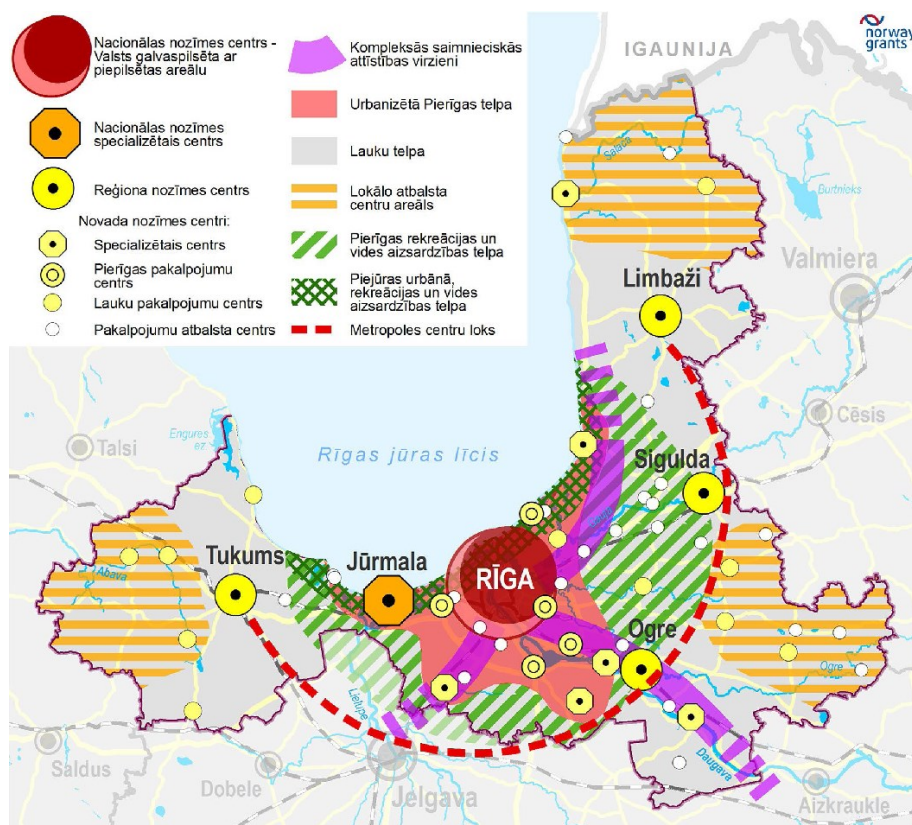 Nacionālas nozīmes centrs -
Valsts galvaspilsēta ar
piepilsētas areālu
Nacionālas nozīmes
specializētais centrs
Reģiona nozīmes centrs
Novada nozīmes centri:
Specializētais centrs
Pierīgas pakalpojumu
centrs
Lauku pakalpojumu centrs
Pakalpojumu atbalsta centrs
Kompleksās saimnieciskās
attīstības virzieni
Urbanizētā Pierīgas telpa
Lauku telpa
Lokālo atbalsta
centru areāls
Pierīgas rekreācijas un
vides aizsardzības telpa
Piejūras urbānā,
rekreācijas un vides
aizsardzības telpa
Metropoles centru loks
norway
grants
IGAUNIJA
Salaca
Burtnieks
Valmiera
Limbaži
Cēsis
Talsi
Engures
ez
Rīgas jūras līcis
Sigulda
Gauja
Tukums
Jūrmala
RĪGA
Abava
Ogre
Ogre
Lielupe
Saldus
Dobele
Jelgava
Daugava
Aizkraukle